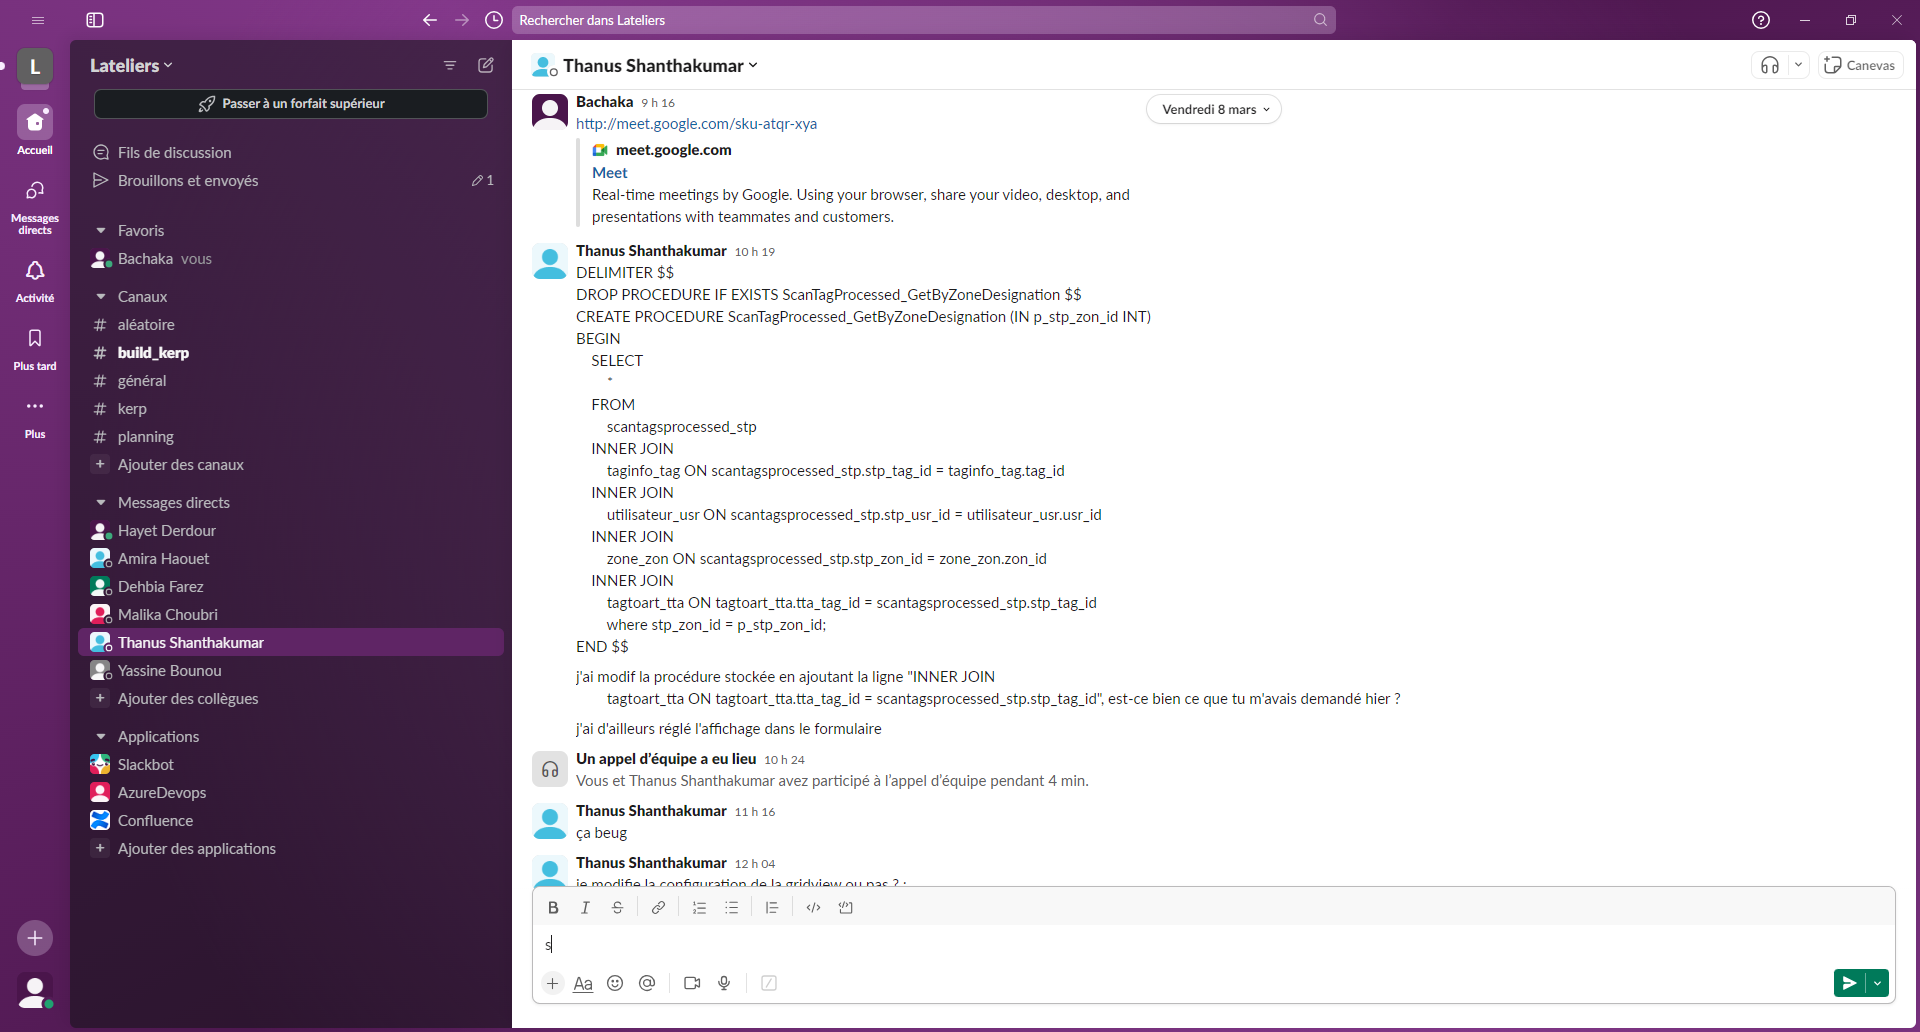 Rechercher dans Lateliers
L
Accueil
Messages
directs
Activité
Plus tard
Plus
Lateliers
Passer à un forfait supérieur
Fils de discussion
Brouillons et envoyés
1
Favoris
Bachaka vous
Canaux
# aléatoire
# build_kerp
# général
# kerp
# planning
+ Ajouter des canaux
Messages directs
Hayet Derdour
Amira Haouet
Dehbia Farez
Malika Choubri
Thanus Shanthakumar
Yassine Bounou
+ Ajouter des collègues
Applications
Slackbot
AzureDevops
Confluence
+ Ajouter des applications
Thanus Shanthakumar
Canevas
Vendredi 8 mars
Bachaka 9 h 16
http://meet.google.com/sku-atqr-xya
meet.google.com
Meet
Real-time meetings by Google. Using your browser, share your video, desktop, and
presentations with teammates and customers.
Thanus Shanthakumar 10 h 19
DELIMITER $$
DROP PROCEDURE IF EXISTS ScanTagProcessed_GetByZoneDesignation $$
CREATE PROCEDURE ScanTagProcessed_GetByZoneDesignation (IN p_stp_zon_id INT)
BEGIN
SELECT
*
FROM
scantagsprocessed_stp
INNER JOIN
taginfo_tag ON scantagsprocessed_stp.stp_tag_id = taginfo_tag.tag_id
INNER JOIN
utilisateur_usr ON scantagsprocessed_stp.stp_usr_id = utilisateur_usr.usr_id
INNER JOIN
zone_zon ON scantagsprocessed_stp.stp_zon_id = zone_zon.zon_id
INNER JOIN
tagtoart_tta ON tagtoart_tta.tta_tag_id = scantagsprocessed_stp.stp_tag_id
where stp_zon_id = p_stp_zon_id;
END $$
j'ai modif la procédure stockée en ajoutant la ligne "INNER JOIN
tagtoart_tta ON tagtoart_tta.tta_tag_id = scantagsprocessed_stp.stp_tag_id", est-ce bien ce que tu m'avais demandé hier ?
j'ai d'ailleurs réglé l'affichage dans le formulaire
Un appel d'équipe a eu lieu 10 h 24
Vous et Thanus Shanthakumar avez participé à l'appel d'équipe pendant 4 min.
Thanus Shanthakumar 11 h 16
ça beug
Thanus Shanthakumar 12 h 04
je modifie la configuration de la gridview ou pas ? :
B I S
s
+ Aa @